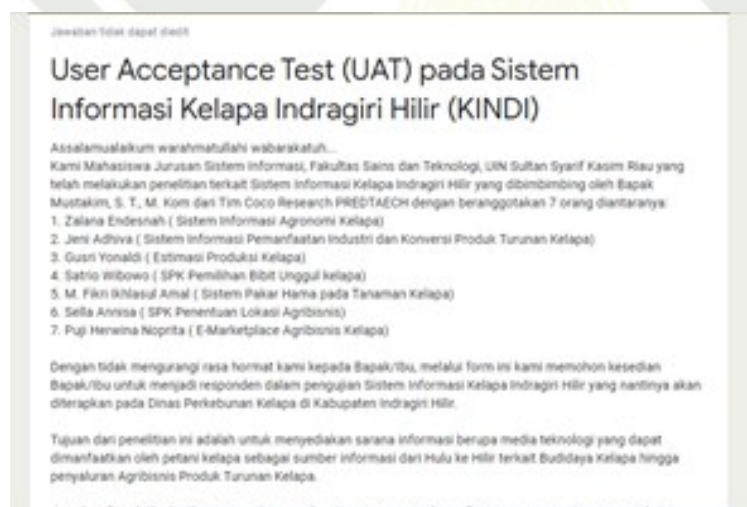 Jawaban tidak dapat diedit
User Acceptance Test (UAT) pada Sistem
Informasi Kelapa Indragiri Hilir (KINDI)
Assalamualaikum warahmatullahi wabarakatuh...
Kami Mahasiswa Jurusan Sistem Informasi, Fakultas Sains dan Teknologi, UIN Sultan Syarif Kasim Riau yang
telah melakukan penelitian terkait Sistem Informasi Kelapa Indragiri Hilir yang dibimbimbing oleh Bapak
Mustakim, S. T., M. Kom dan Tim Coco Research PREDTAECH dengan beranggotakan 7 orang diantaranya:
1. Zalana Endesnah ( Sistem Informasi Agronomi Kelapa)
2. Jeni Adhiva ( Sistem Informasi Pemanfaatan Industri dan Konversi Produk Turunan Kelapa)
3. Gusri Yonaldi ( Estimasi Produksi Kelapa)
4. Satrio Wibowo ( SPK Pemilihan Bibit Unggul kelapa)
5. M. Fikri Ikhlasul Amal ( Sistem Pakar Hama pada Tanaman Kelapa)
6. Sella Annisa ( SPK Penentuan Lokasi Agribisnis)
7. Puji Herwina Noprita ( E-Marketplace Agribisnis Kelapa)
Dengan tidak mengurangi rasa hormat kami kepada Bapak/Ibu, melalui form ini kami memohon kesedian
Bapak/Ibu untuk menjadi responden dalam pengujian Sistem Informasi Kelapa Indragiri Hilir yang nantinya akan
diterapkan pada Dinas Perkebunan Kelapa di Kabupaten Indragiri Hilir.
Tujuan dari penelitian ini adalah untuk menyediakan sarana informasi berupa media teknologi yang dapat
dimanfaatkan oleh petani kelapa sebagai sumber informasi dari Hulu ke Hilir terkait Budidaya Kelapa hingga
penyaluran Agribisnis Produk Turunan Kelapa.